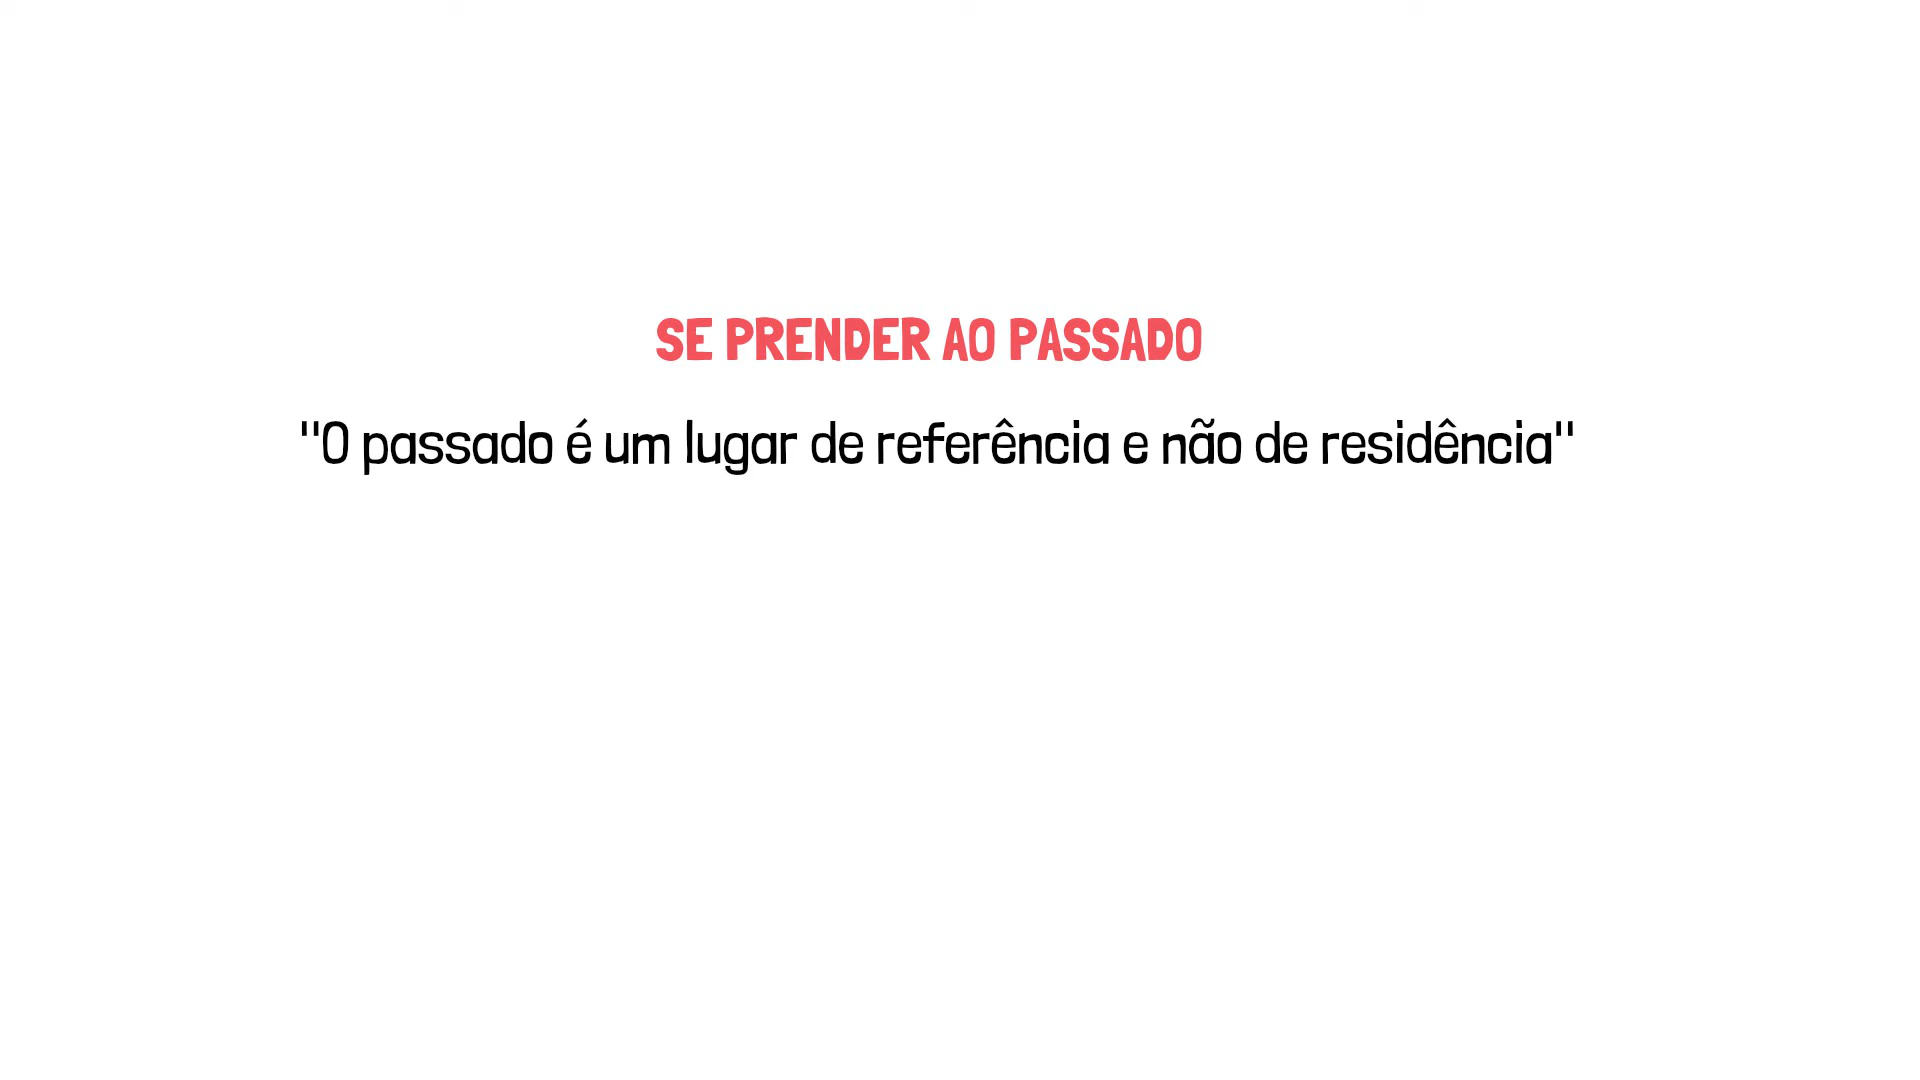 SE PRENDER AO PASSADO
"O passado é um lugar de referência e não de residência"